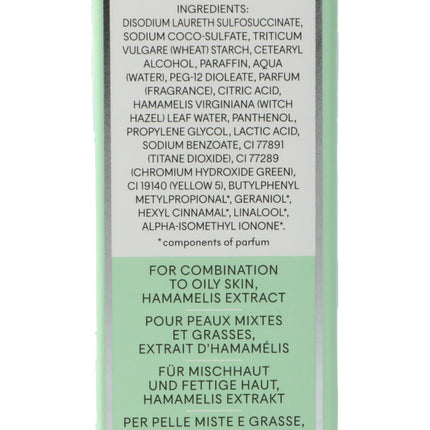 INGREDIENTS:
DISODIUM LAURETH SULFOSUCCINATE,
SODIUM COCO-SULFATE, TRITICUM
VULGARE (WHEAT) STARCH, CETEARYL
ALCOHOL, PARAFFIN, AQUA
(WATER), PEG-12 DIOLEATE, PARFUM
(FRAGRANCE), CITRIC ACID,
HAMAMELIS VIRGINIANA (WITCH
HAZEL) LEAF WATER, PANTHENOL,
PROPYLENE GLYCOL, LACTIC ACID,
SODIUM BENZOATE, CI 77891
(TITANE DIOXIDE), CI 77289
(CHROMIUM HYDROXIDE GREEN),
CI 19140 (YELLOW 5), BUTYLPHENYL
METYLPROPIONAL*, GERANIOL*,
HEXYL CINNAMAL*, LINALOOL*,
ALPHA-ISOMETHYL IONONE*.
*components of parfum
FOR COMBINATION
TO OILY SKIN,
HAMAMELIS EXTRACT
POUR PEAUX MIXTES
ET GRASSES,
EXTRAIT D'HAMAMÉLIS
FÜR MISCHHAUT
UND FETTIGE HAUT,
HAMAMELIS EXTRAKT
PER PELLE MISTE E GRASSE,